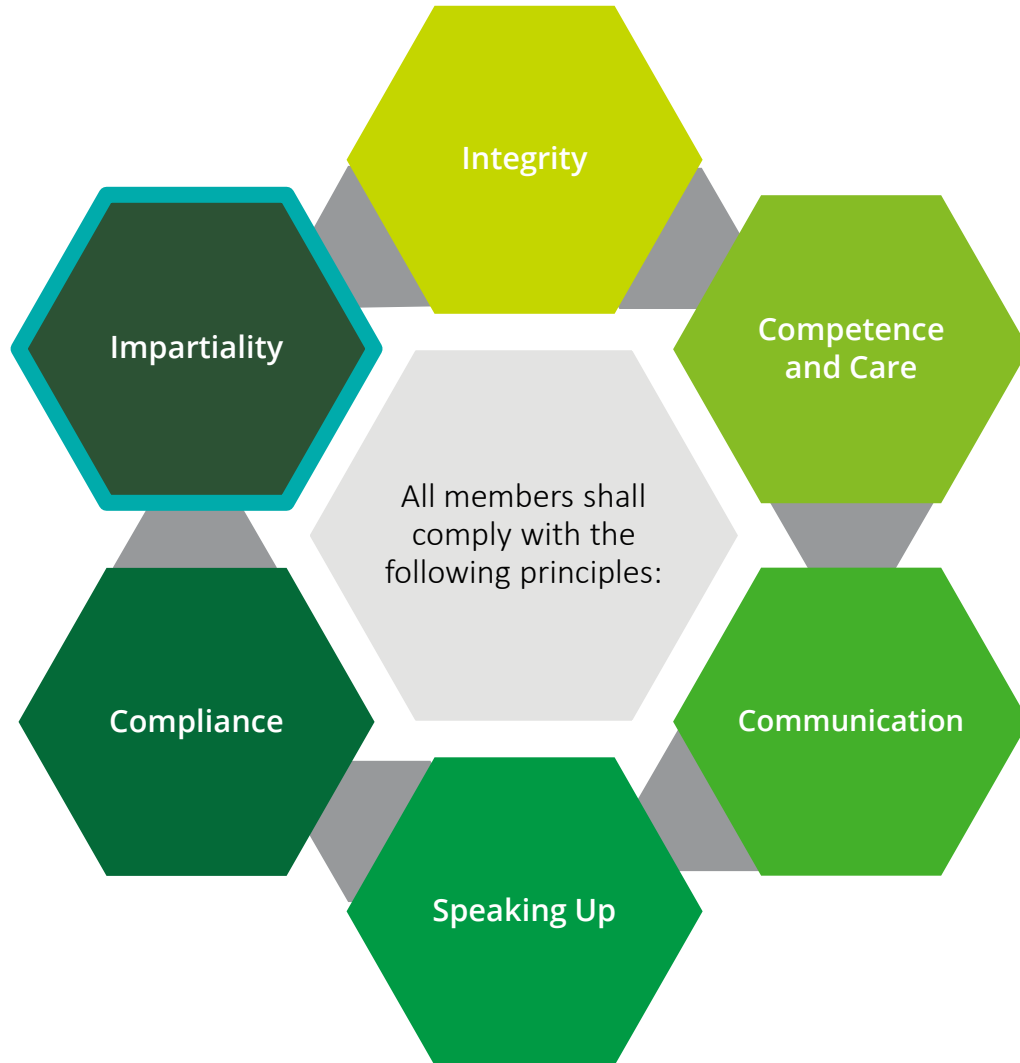 Integrity
Impartiality
Competence
and Care
All members shall
comply with the
following principles:
Compliance
Communication
Speaking Up